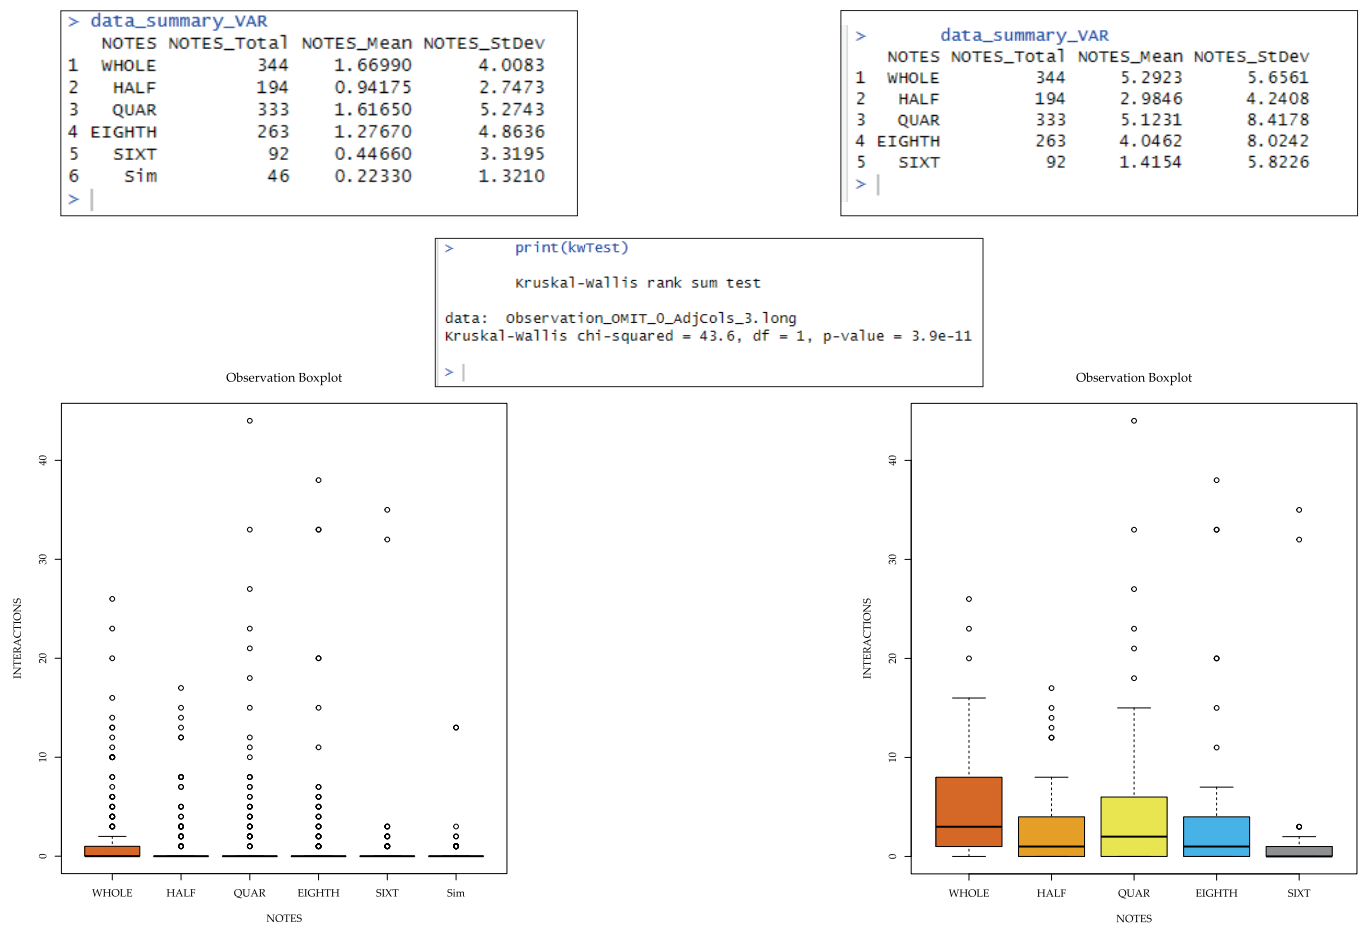 > data_summary_VAR
NOTES NOTES_Total NOTES_Mean NOTES_StDev
1 WHOLE 344 1.66990 4.0083
2 HALF 194 0.94175 2.7473
3 QUAR 333 1.61650 5.2743
4 EIGHTH 263 1.27670 4.8636
5 SIXT 92 0.44660 3.3195
6 Sim 46 0.22330 1.3210
>
> data_summary_VAR
NOTES NOTES_Total NOTES_Mean NOTES_StDev
1 WHOLE 344 5.2923 5.6561
2 HALF 194 2.9846 4.2408
3 QUAR 333 5.1231 8.4178
4 EIGHTH 263 4.0462 8.0242
5 SIXT 92 1.4154 5.8226
>
> print(kwTest)
Kruskal-Wallis rank sum test
data: Observation_OMIT_0_AdjCols_3.long
Kruskal-Wallis chi-squared = 43.6, df = 1, p-value = 3.9e-11
>
Observation Boxplot
INTERACTIONS
40
30
20
10
0
WHOLE HALF QUAR EIGHTH SIXT Sim
NOTES
Observation Boxplot
INTERACTIONS
40
30
20
10
0
WHOLE HALF QUAR EIGHTH SIXT
NOTES